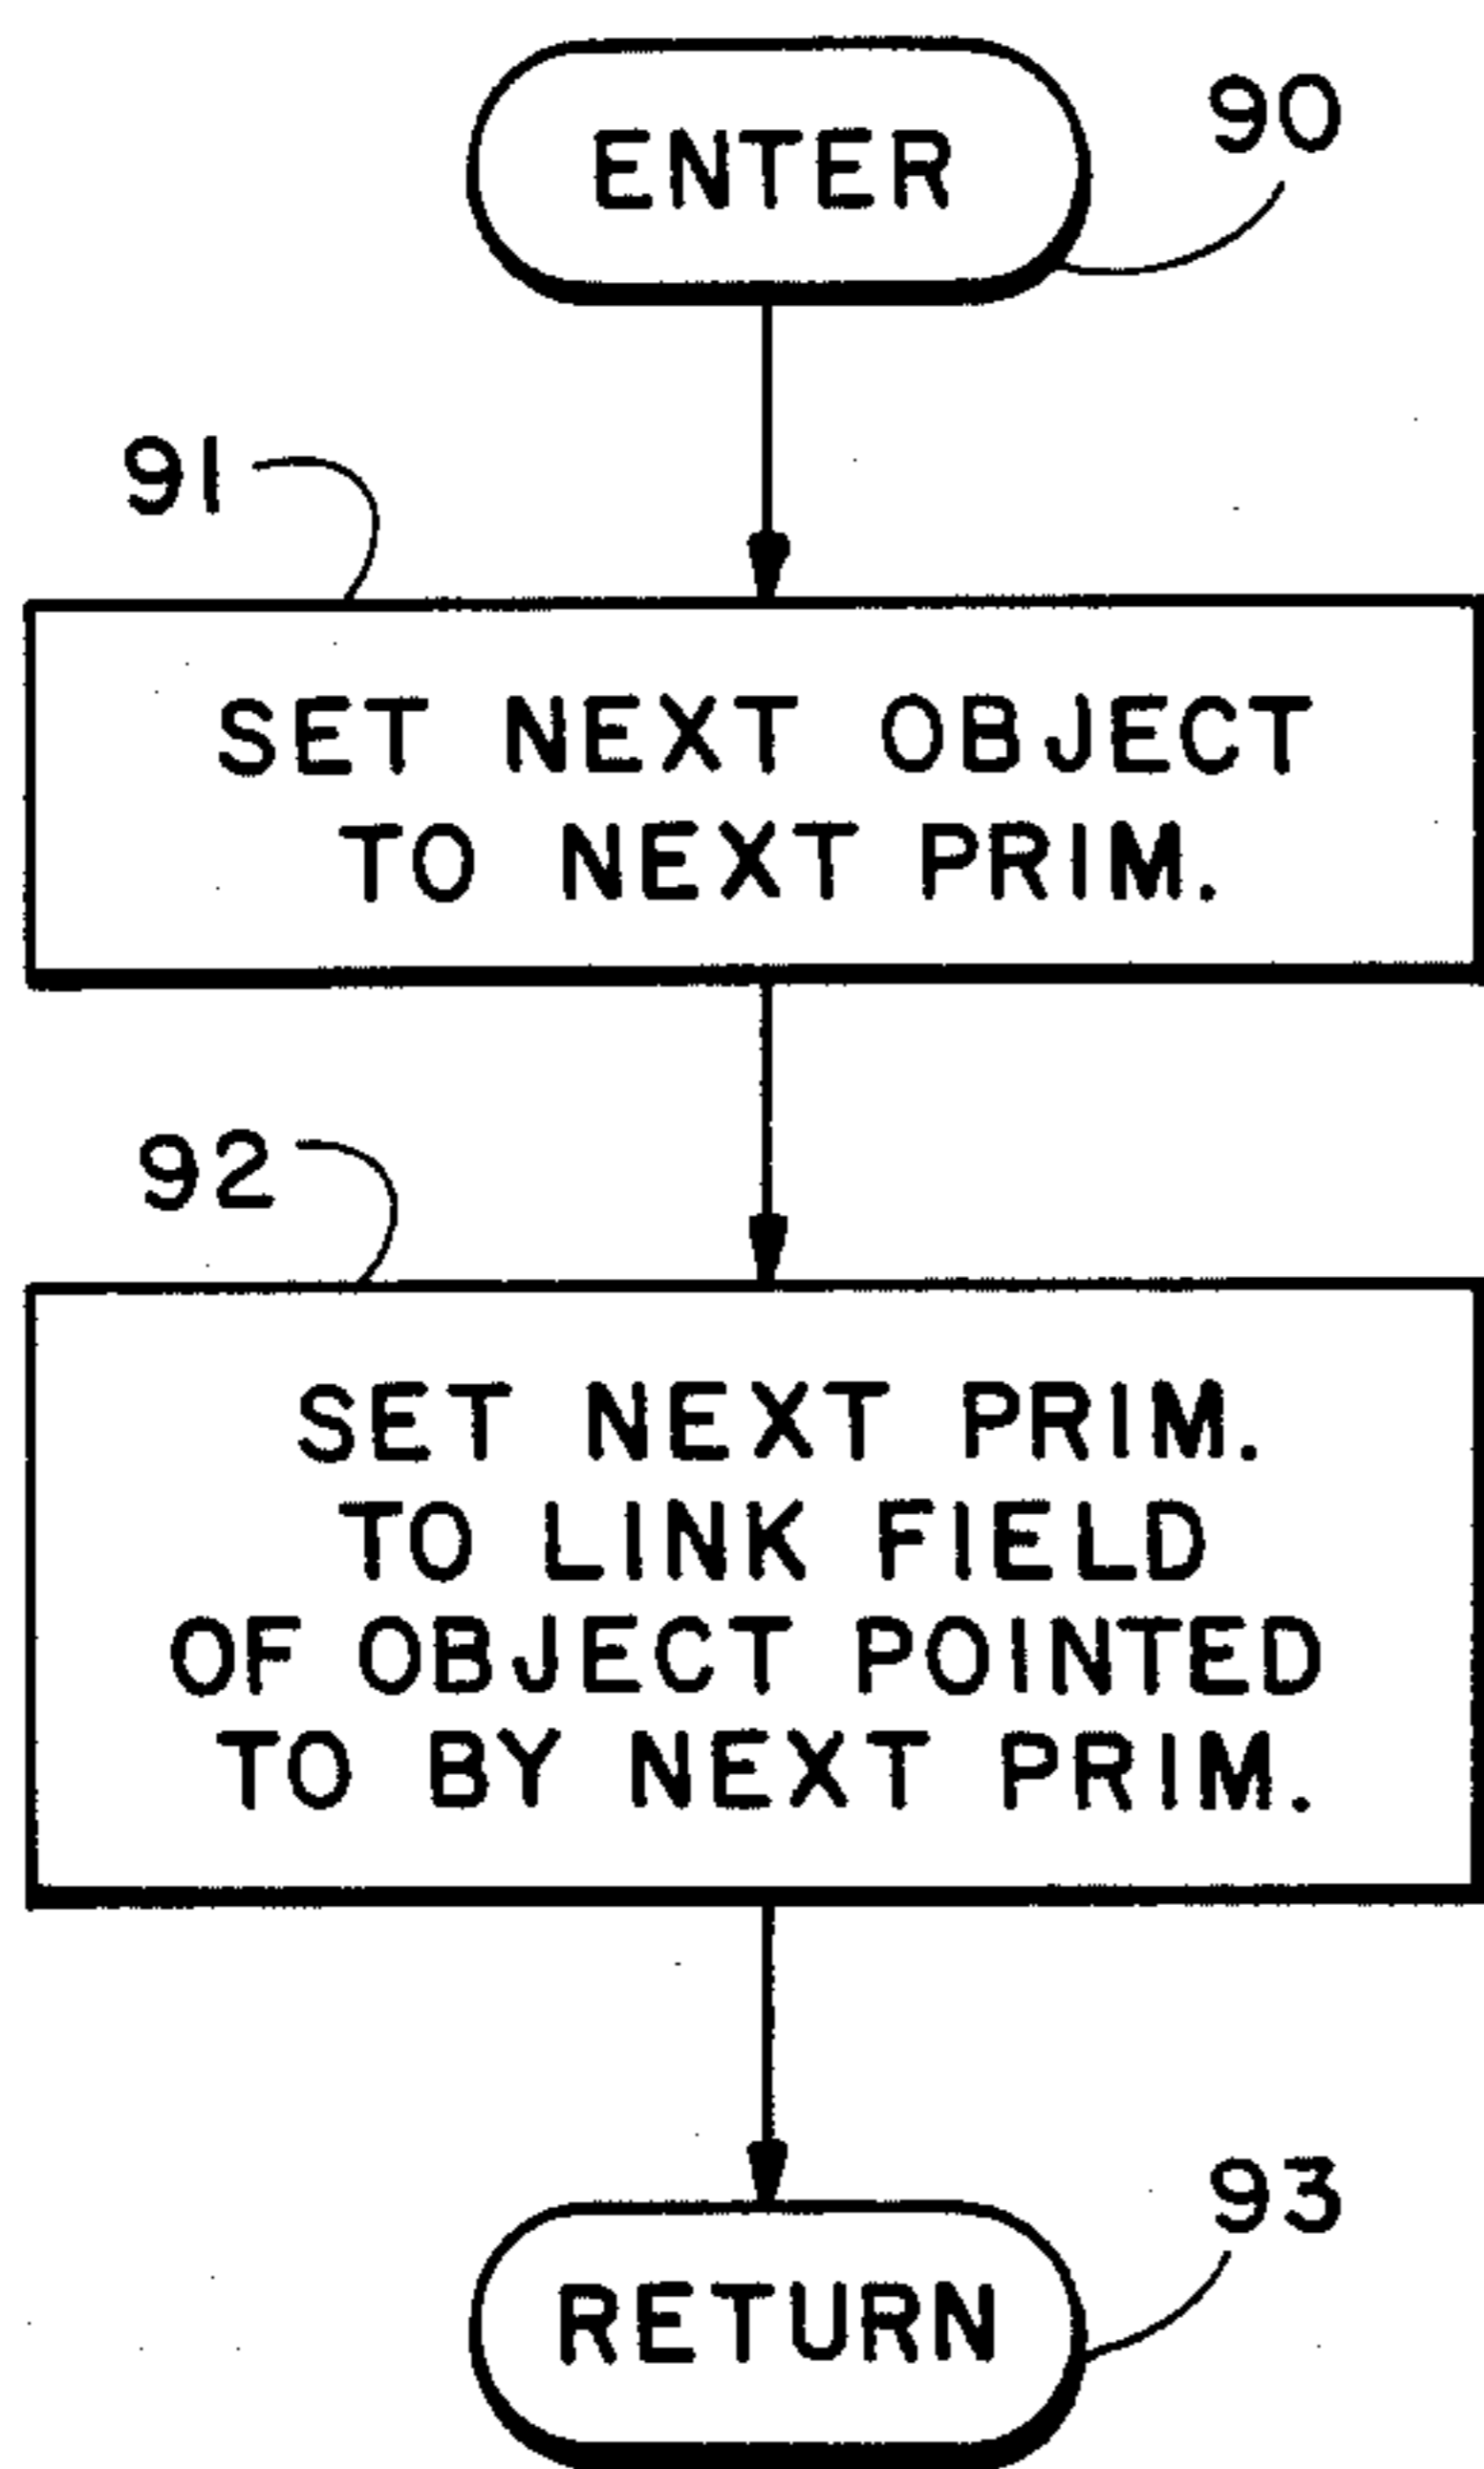 ENTER
90
91
SET NEXT OBJECT
TO NEXT PRIM.
92
SET NEXT PRIM.
TO LINK FIELD
OF OBJECT POINTED
TO BY NEXT PRIM.
93
RETURN